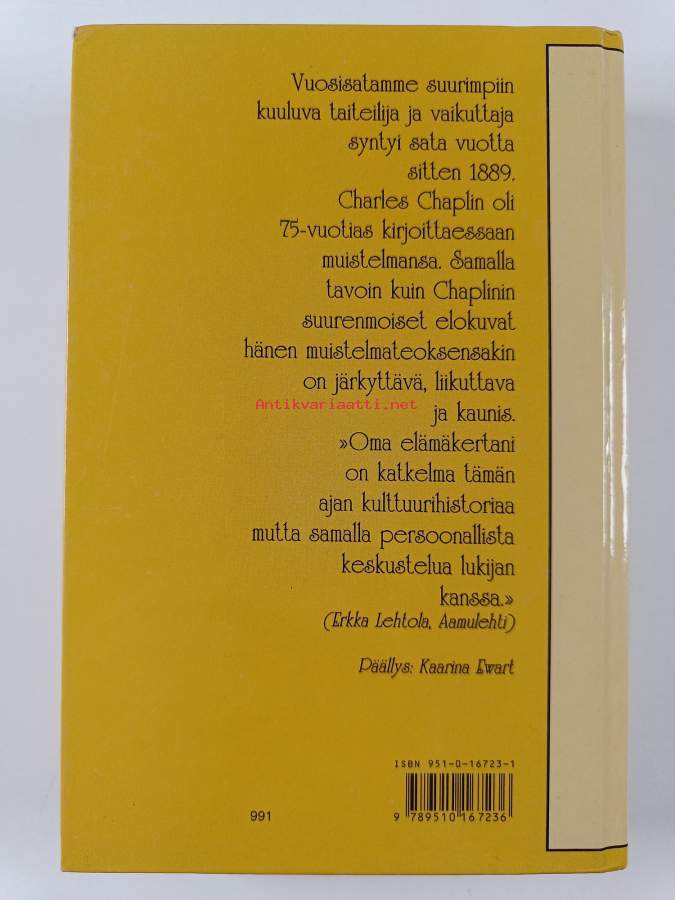 Vuosisatamme suurimpiin
kuuluva taiteilija ja vaikuttaja
syntyi sata vuotta
sitten 1889.
Charles Chaplin oli
75-vuotias kirjoittaessaan
muistelmansa. Samalla
tavoin kuin Chaplinin
suurenmoiset elokuvat
hänen muistelmateoksensakin
on järkyttävä, liikuttava
Antikvariaatti.net
ja kaunis.
»Oma elämäkertani
on katkelma tämän
ajan kulttuurihistoriaa
mutta samalla persoonallista
keskustelua lukijan
kanssa.»
(Erkka Lehtola, Aamulehti)
Päällys: Kaarina Ewart
ISBN 951-0-16723-1
9 789510 167236
991